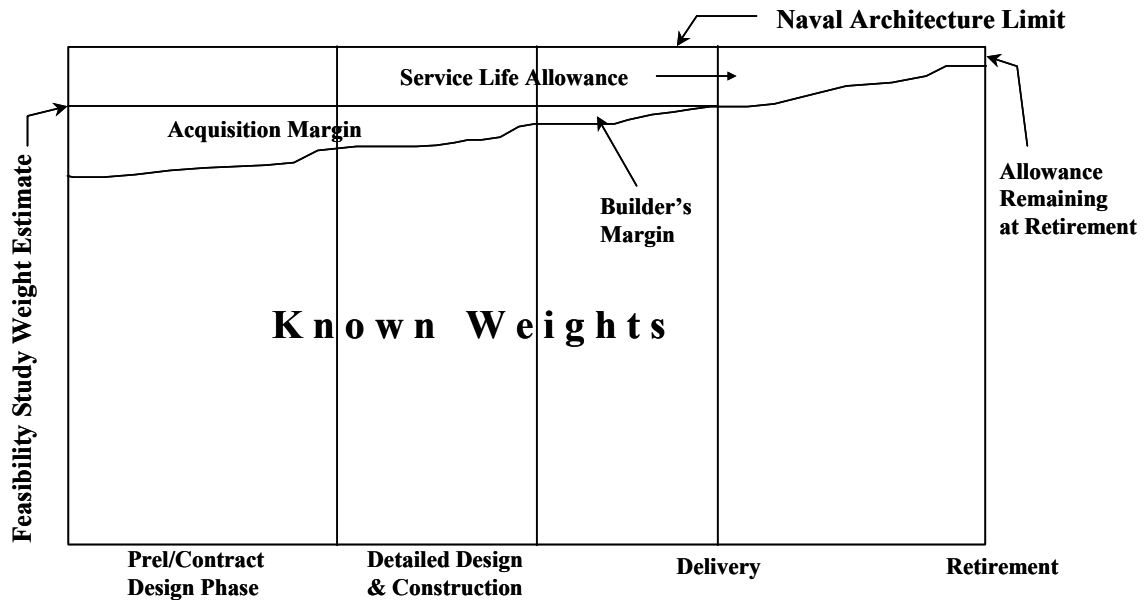 Naval Architecture Limit
Service Life Allowance
Acquisition Margin
Feasibility Study Weight Estimate
Builder's
Margin
Allowance
Remaining
at Retirement
Known Weights
Prel/Contract
Design Phase
Detailed Design
& Construction
Delivery
Retirement